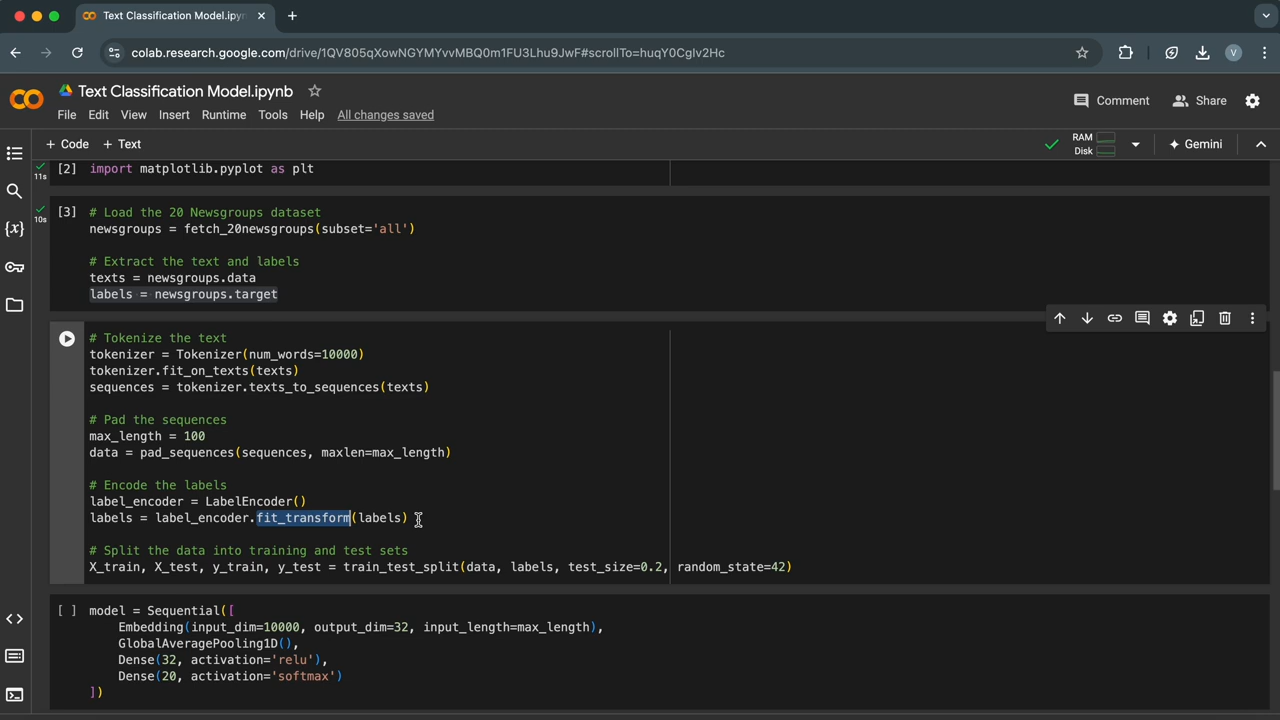 Text Classification Model.ipyn
colab.research.google.com/drive/1QV805qXowNGYMYvvMBQ0m1FU3Lhu9JwF#scrollTo=huqY0CgIv2Hc
V
Text Classification Model.ipynb
File Edit View Insert Runtime Tools Help All changes saved
Comment Share
+ Code + Text
RAM
Disk
Gemini
[2] import matplotlib.pyplot as plt
11s
[3] # Load the 20 Newsgroups dataset
10s
newsgroups = fetch_20newsgroups(subset='all')
# Extract the text and labels
texts = newsgroups.data
labels = newsgroups.target
# Tokenize the text
tokenizer = Tokenizer(num_words=10000)
tokenizer.fit_on_texts(texts)
sequences = tokenizer.texts_to_sequences(texts)
# Pad the sequences
max_length = 100
data = pad_sequences(sequences, maxlen=max_length)
# Encode the labels
label_encoder = LabelEncoder()
labels = label_encoder.fit_transform(labels)
# Split the data into training and test sets
X_train, X_test, y_train, y_test = train_test_split(data, labels, test_size=0.2, random_state=42)
[ ] model = Sequential([
Embedding(input_dim=10000, output_dim=32, input_length=max_length),
GlobalAveragePooling1D(),
Dense(32, activation='relu'),
Dense(20, activation='softmax')
])